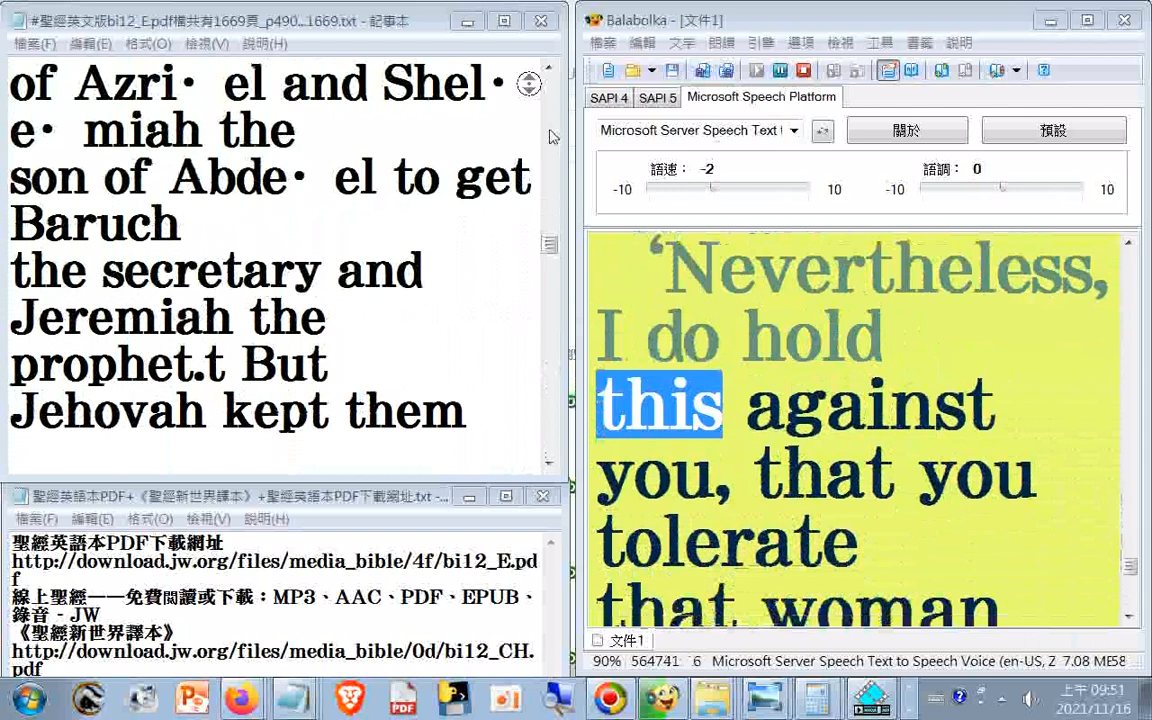 #聖經英文版bi12_E.pdf檔共有1669頁_p490..._1669.txt - 記事本
檔案(F) 編輯(E) 格式(O) 檢視(V) 說明(H)
of Azri· el and Shel·
e· miah the
son of Abde· el to get
Baruch
the secretary and
Jeremiah the
prophet.t But
Jehovah kept them
聖經英語本PDF+《聖經新世界譯本》+聖經英語本PDF下載網址.txt - ...
檔案(F) 編輯(E) 格式(O) 檢視(V) 說明(H)
聖經英語本PDF下載網址
http://download.jw.org/files/media_bible/4f/bi12_E.pd
f
線上聖經——免費閱讀或下載：MP3、AAC、PDF、EPUB、
錄音 - JW
《聖經新世界譯本》
http://download.jw.org/files/media_bible/0d/bi12_CH.
pdf
Balabolka - [文件1]
檔案 編輯 文字 朗讀 引擎 選項 檢視 工具 書籤 說明
SAPI 4 SAPI 5 Microsoft Speech Platform
Microsoft Server Speech Text 關於 預設
語速： -2 語調： 0
-10 10 -10 10
‘Nevertheless,
I do hold
this against
you, that you
tolerate
that woman
文件1
90% 564741 6 Microsoft Server Speech Text to Speech Voice (en-US, Z 7.08 ME58
PDF
上午 09:51
2021/11/16